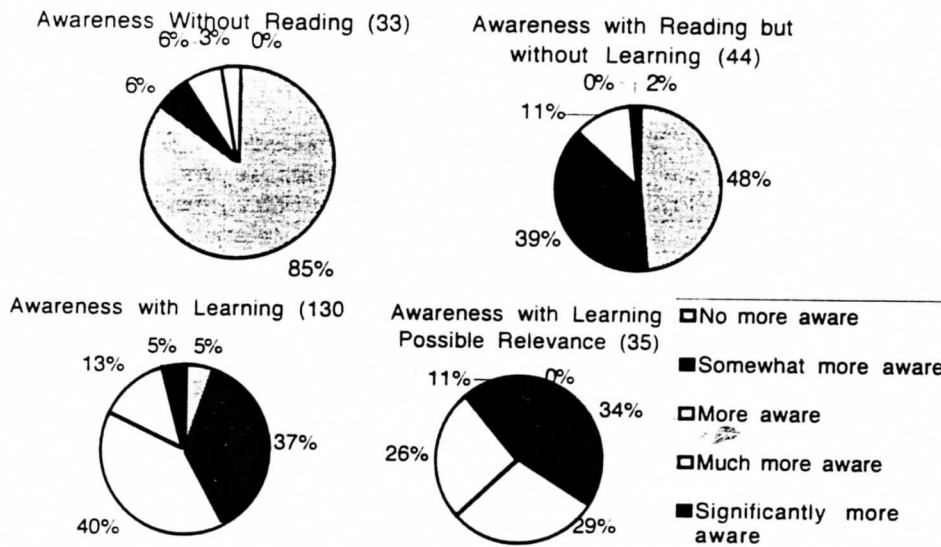 Awareness Without Reading (33)
6% 3% 0%
6%
85%
Awareness with Reading but
without Learning (44)
0% 2%
11%
48%
39%
Awareness with Learning (130
5% 5%
13%
37%
40%
Awareness with Learning
Possible Relevance (35)
11% 0%
34%
26%
29%
No more aware
Somewhat more aware
More aware
Much more aware
Significantly more
aware